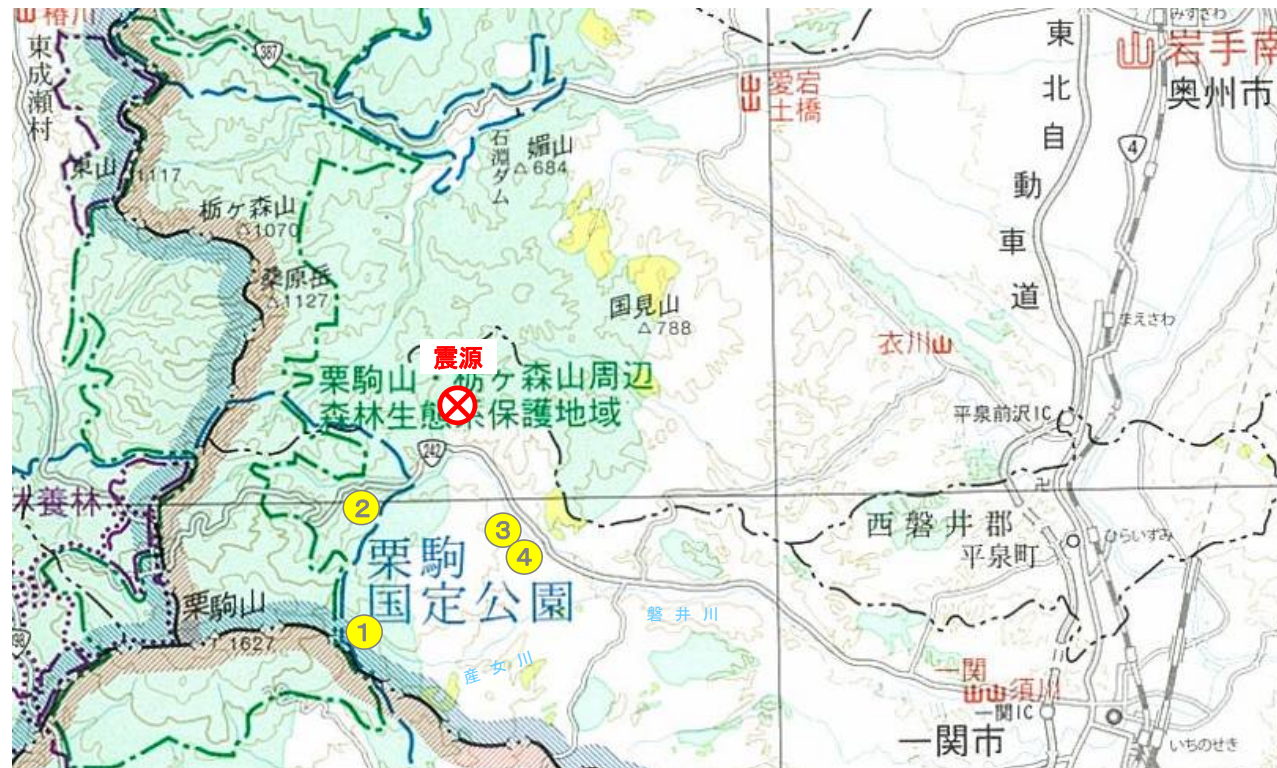 椿川
東成瀬村
387
東山
1117
栃ヶ森山
△1070
桑原岳
△1127
石淵ダム
媚山
△684
愛宕
土橋
みずさわ
岩手南
奥州市
東北自動車道
4
国見山
△788
衣川
まえさわ
震源
栗駒山・栃ヶ森山周辺
森林生態系保護地域
242
平泉前沢IC
卍
水養林
②
③
④
①
栗駒
国定公園
西磐井郡
平泉町
ひらいずみ
栗駒山
1627
398
磐井川
産女川
一関
須川
一関IC
一関市
いちのせき